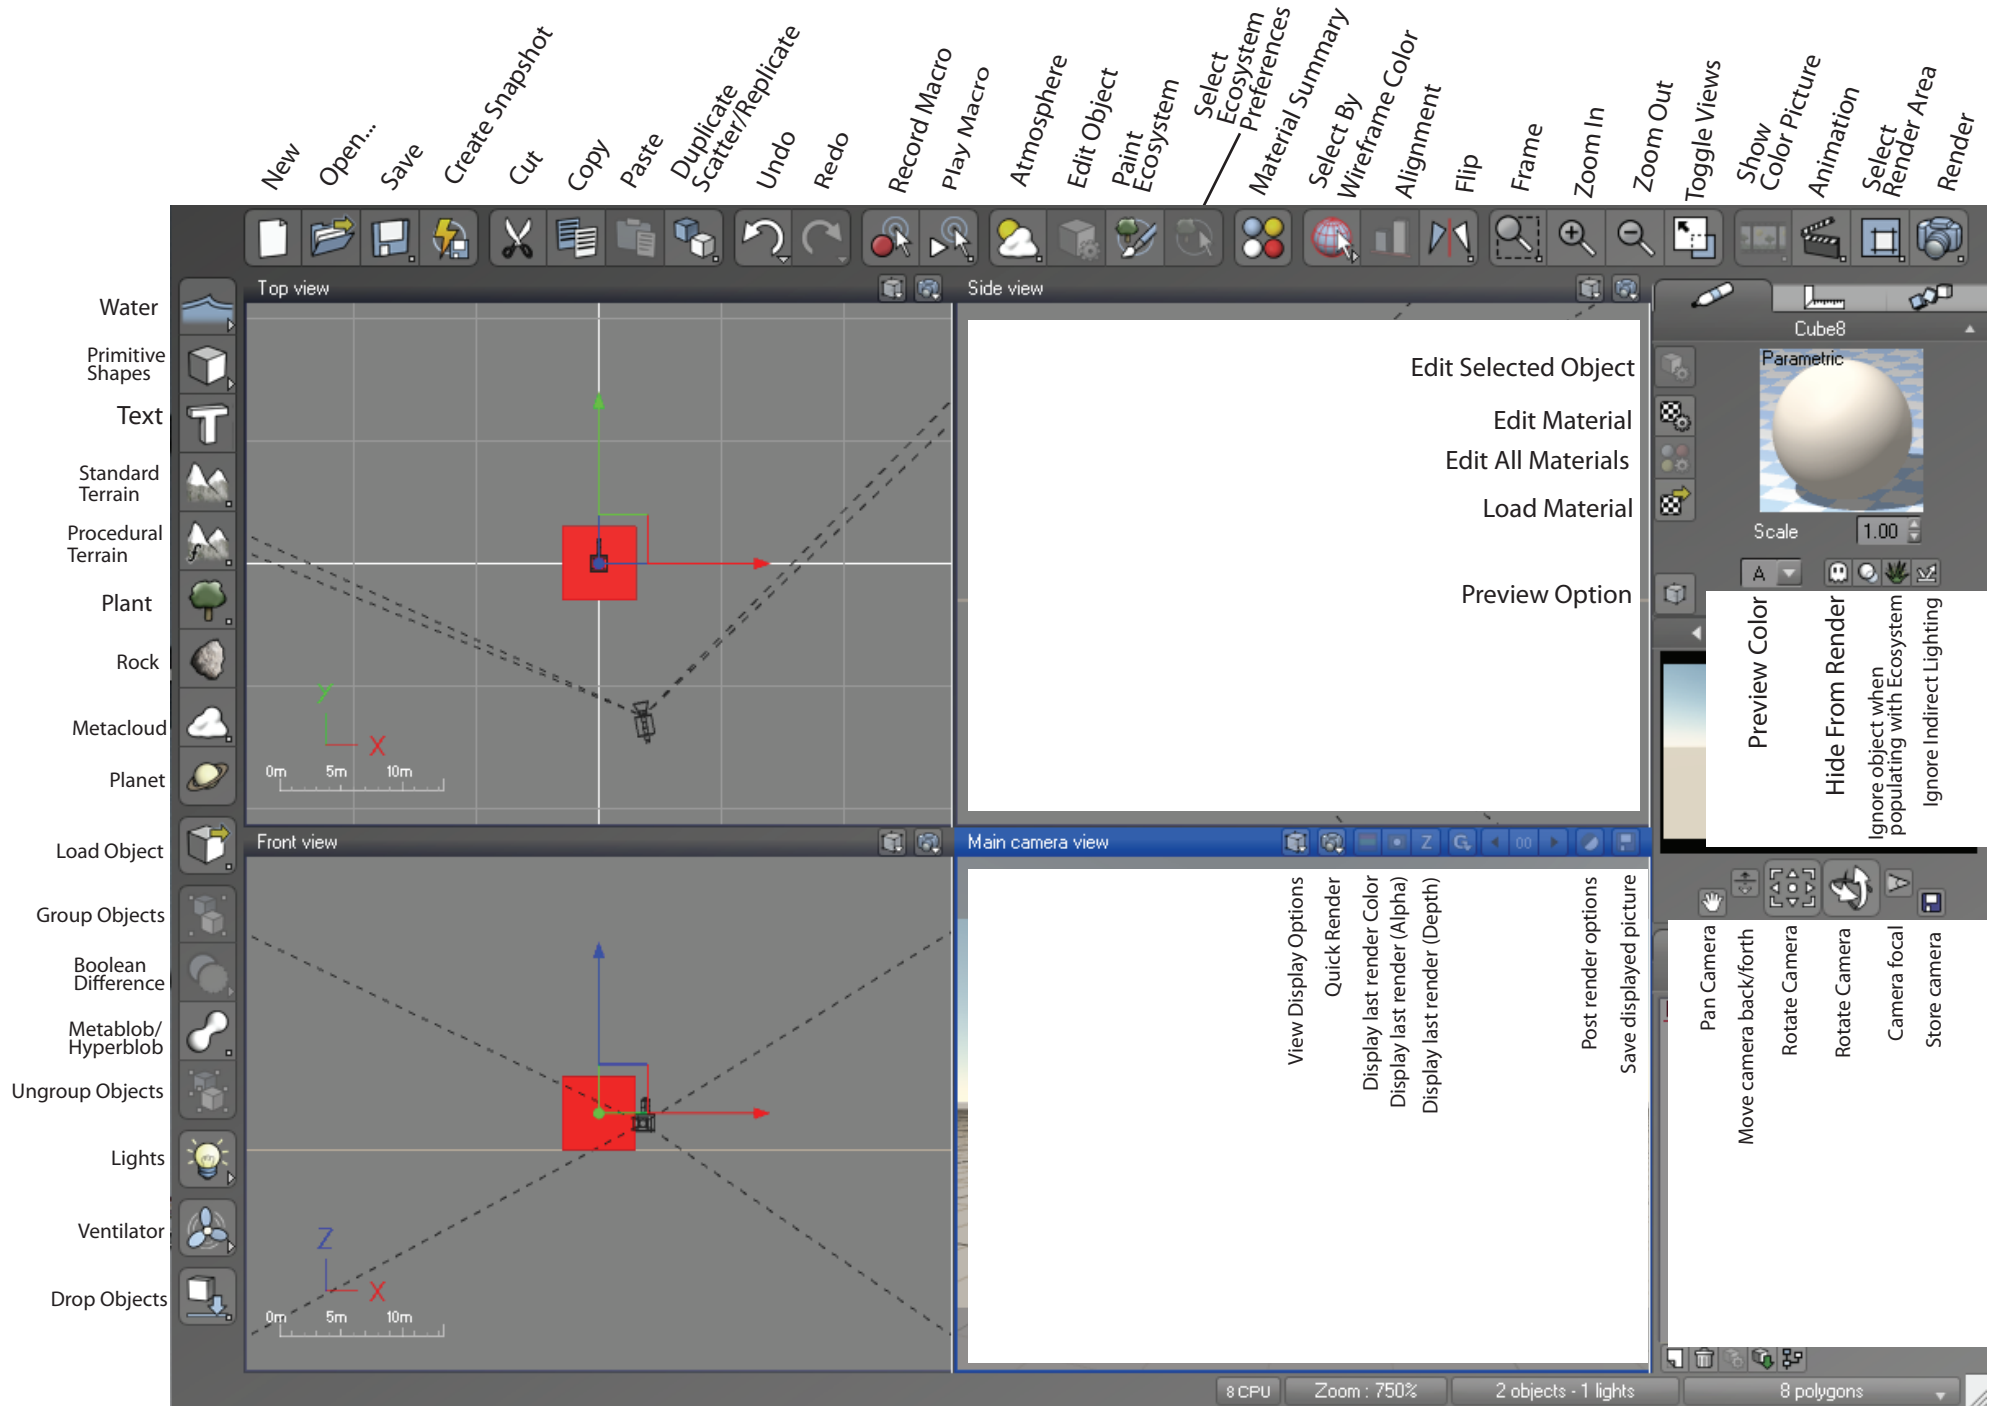 New
Open...
Save
Create Snapshot
Cut
Copy
Paste
Duplicate
Scatter/Replicate
Undo
Redo
Record Macro
Play Macro
Atmosphere
Edit Object
Paint
Ecosystem
Select
Ecosystem
Preferences
Material Summary
Select By
Wireframe Color
Alignment
Flip
Frame
Zoom In
Zoom Out
Toggle Views
Show
Color Picture
Animation
Select
Render Area
Render
Water
Primitive
Shapes
Text
Standard
Terrain
Procedural
Terrain
Plant
Rock
Metacloud
Planet
Load Object
Group Objects
Boolean
Difference
Metablob/
Hyperblob
Ungroup Objects
Lights
Ventilator
Drop Objects
Top view
Y
X
0m 5m 10m
Side view
Edit Selected Object
Edit Material
Edit All Materials
Load Material
Preview Option
Cube8
Parametric
Scale 1.00
A
Preview Color
Hide From Render
Ignore object when
populating with Ecosystem
Ignore Indirect Lighting
Front view
Z
X
0m 5m 10m
Main camera view
Z G 00
View Display Options
Quick Render
Display last render Color
Display last render (Alpha)
Display last render (Depth)
Post render options
Save displayed picture
Pan Camera
Move camera back/forth
Rotate Camera
Rotate Camera
Camera focal
Store camera
8 CPU
Zoom : 750%
2 objects - 1 lights
8 polygons